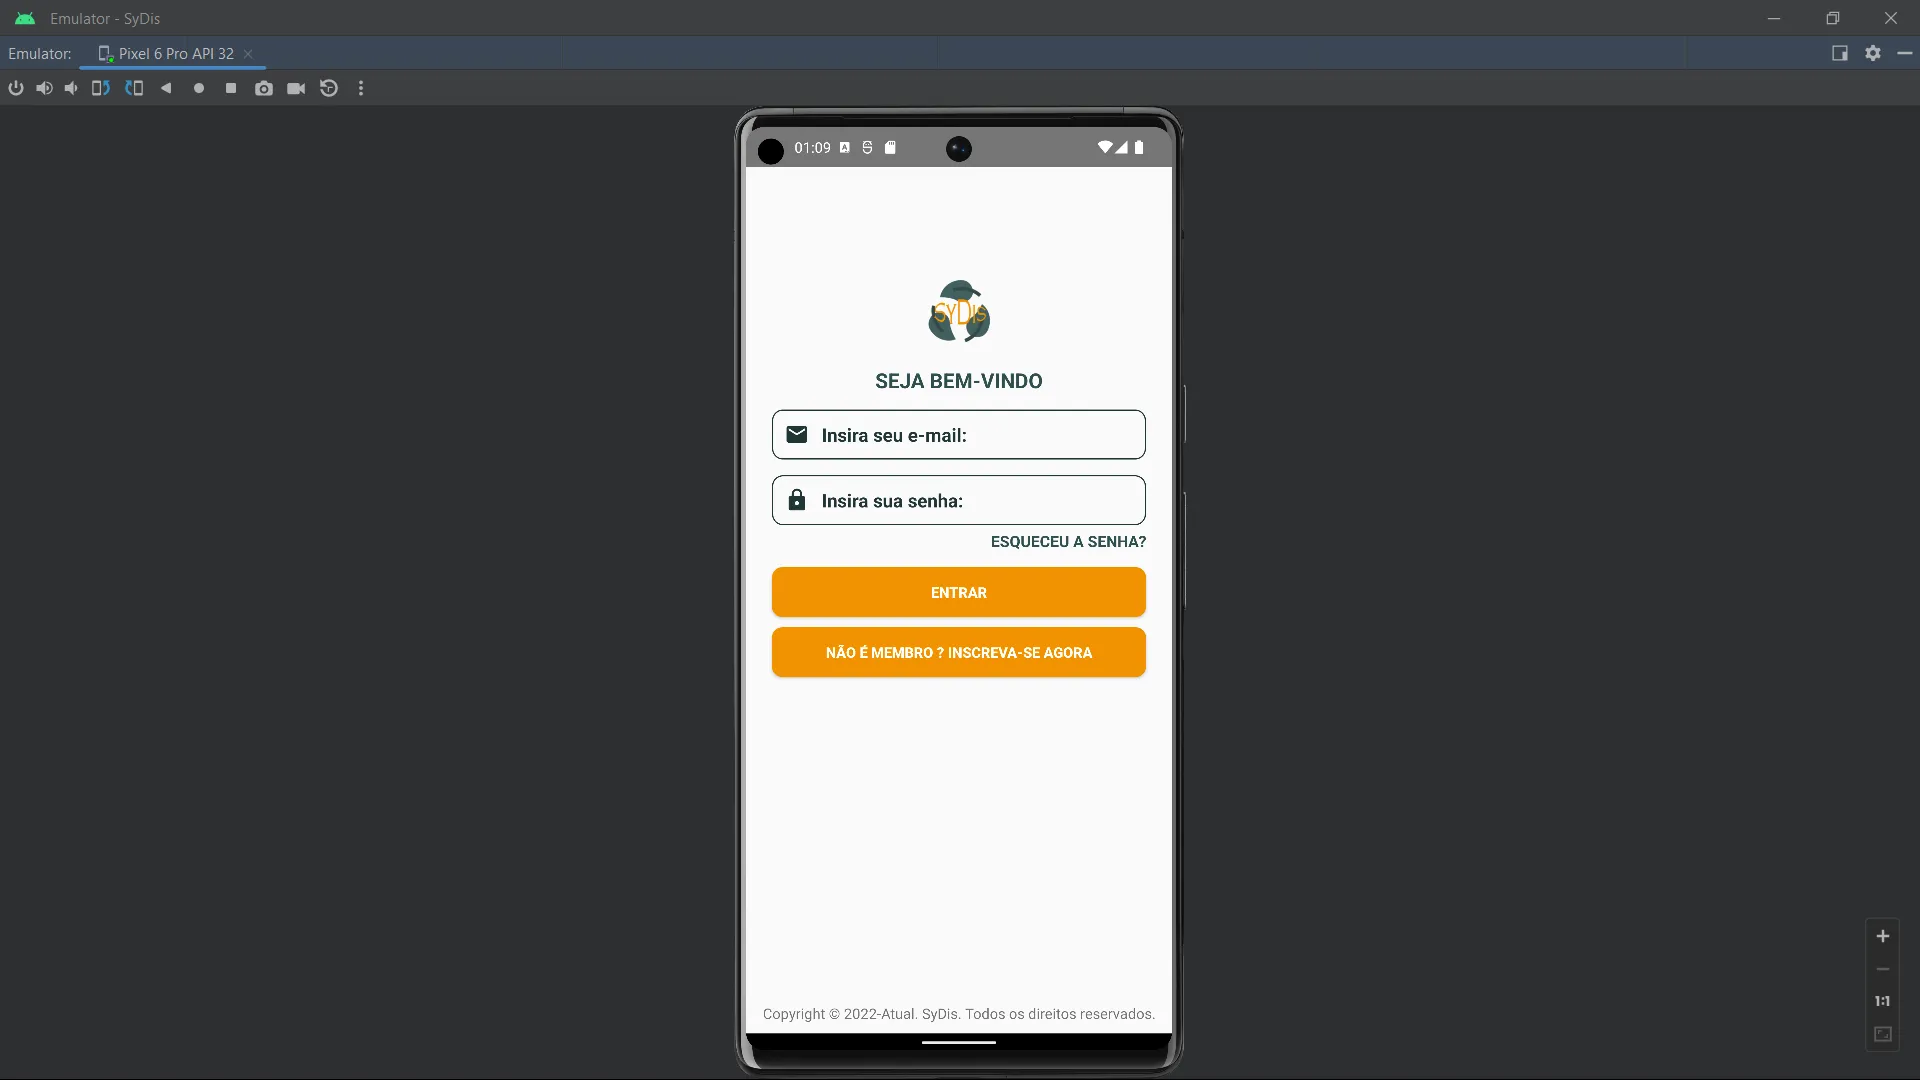 Emulator - SyDis
Emulator: Pixel 6 Pro API 32
01:09
SyDis
SEJA BEM-VINDO
Insira seu e-mail:
Insira sua senha:
ESQUECEU A SENHA?
ENTRAR
NÃO É MEMBRO ? INSCREVA-SE AGORA
1:1
Copyright © 2022-Atual. SyDis. Todos os direitos reservados.